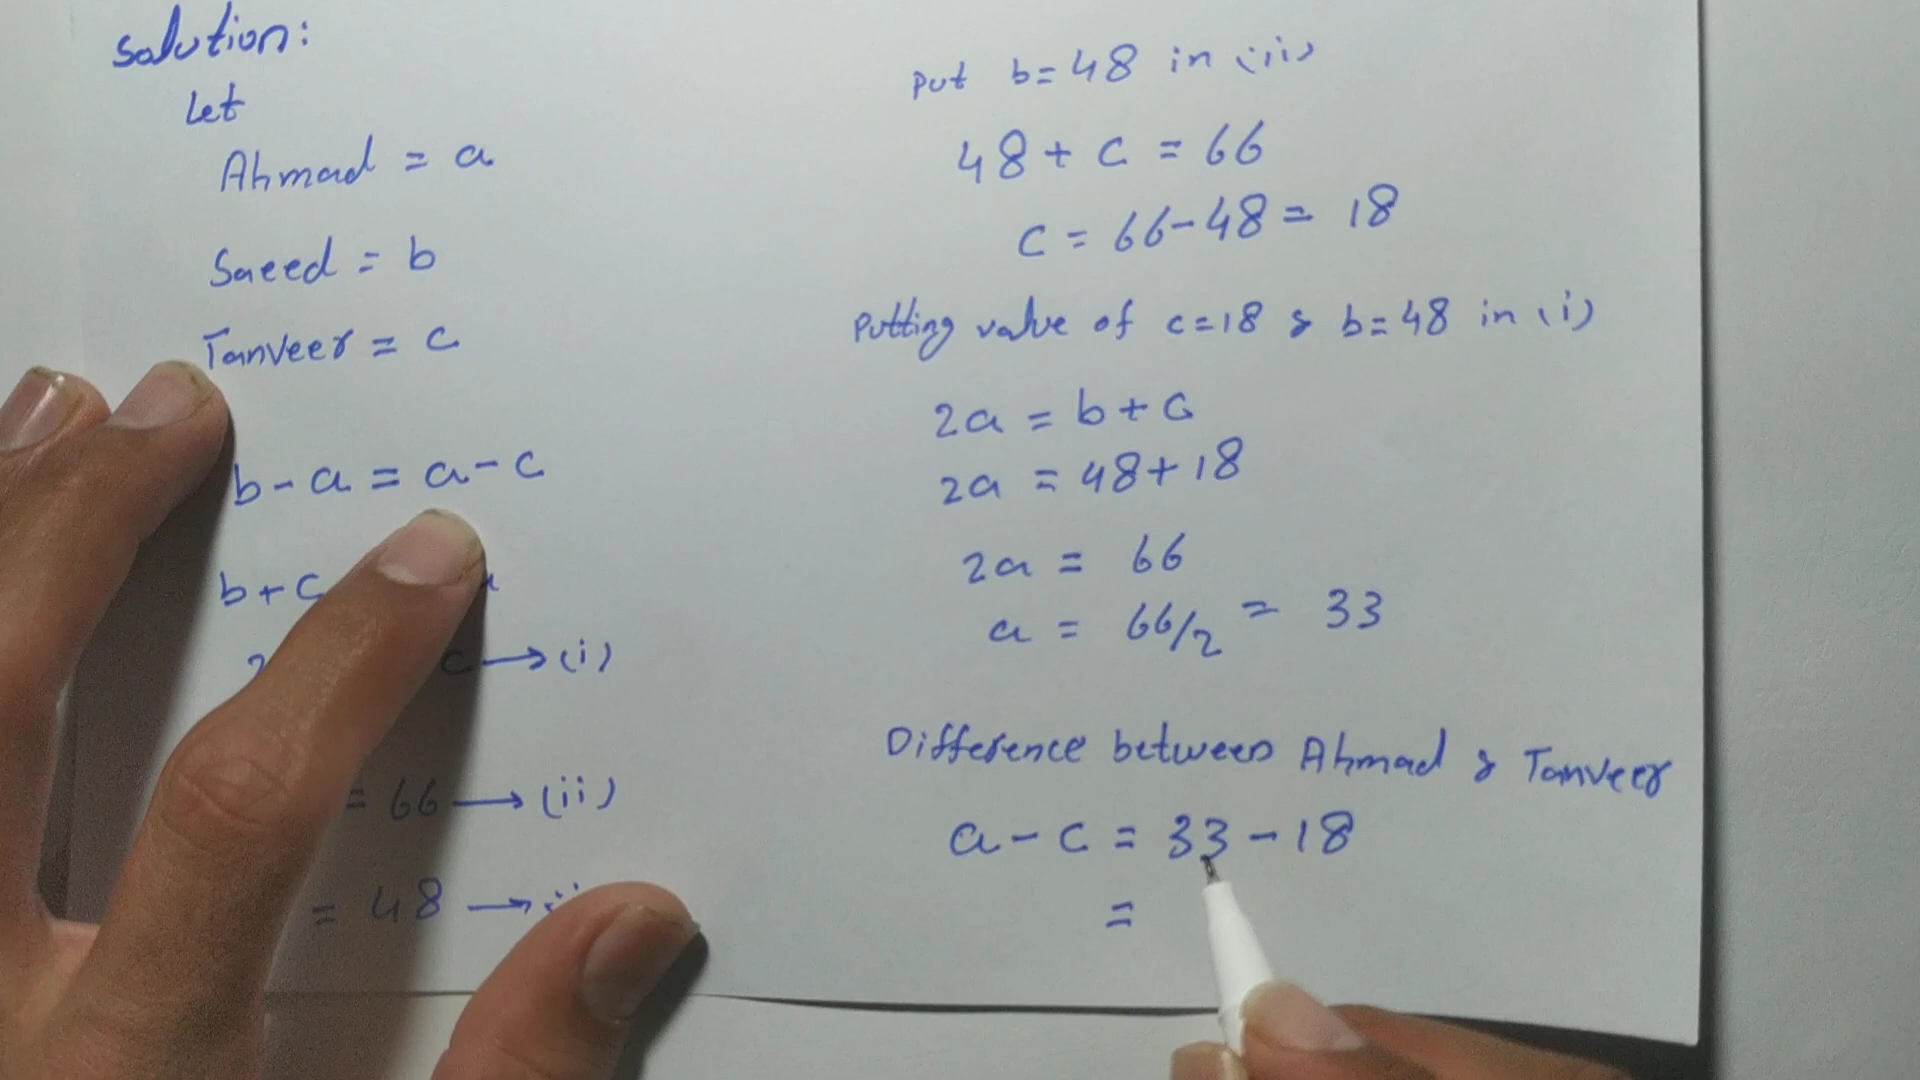 Solution:
Let
Ahmad = a
Saeed = b
Tanveer = c
b - a = a - c
b + c
c → (i)
= 66 → (ii)
= 48 →
Put b = 48 in (ii)
48 + c = 66
c = 66 - 48 = 18
Putting value of c = 18 & b = 48 in (i)
2a = b + c
2a = 48 + 18
2a = 66
a = 66/2 = 33
Difference between Ahmad & Tanveer
a - c = 33 - 18
=